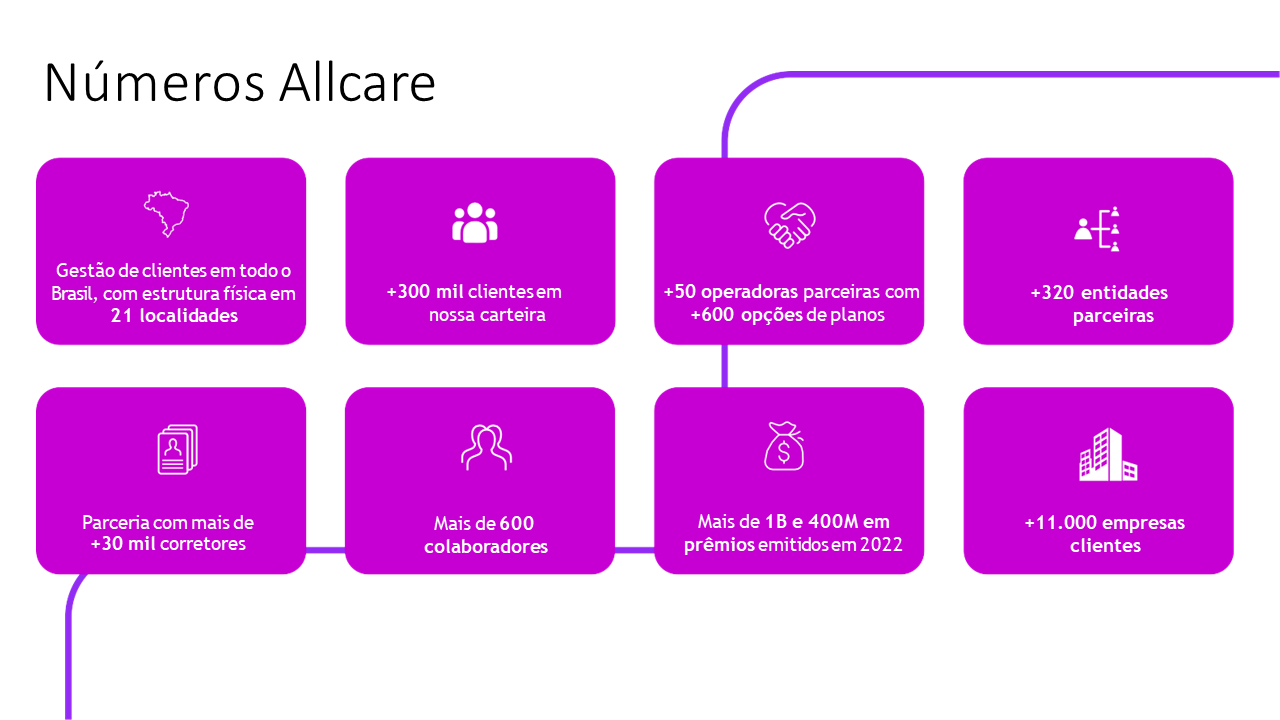 Números Allcare
Gestão de clientes em todo o
Brasil, com estrutura física em
21 localidades
+300 mil clientes em
nossa carteira
+50 operadoras parceiras com
+600 opções de planos
+320 entidades
parceiras
Parceria com mais de
+30 mil corretores
Mais de 600
colaboradores
Mais de 1B e 400M em
prêmios emitidos em 2022
+11.000 empresas
clientes